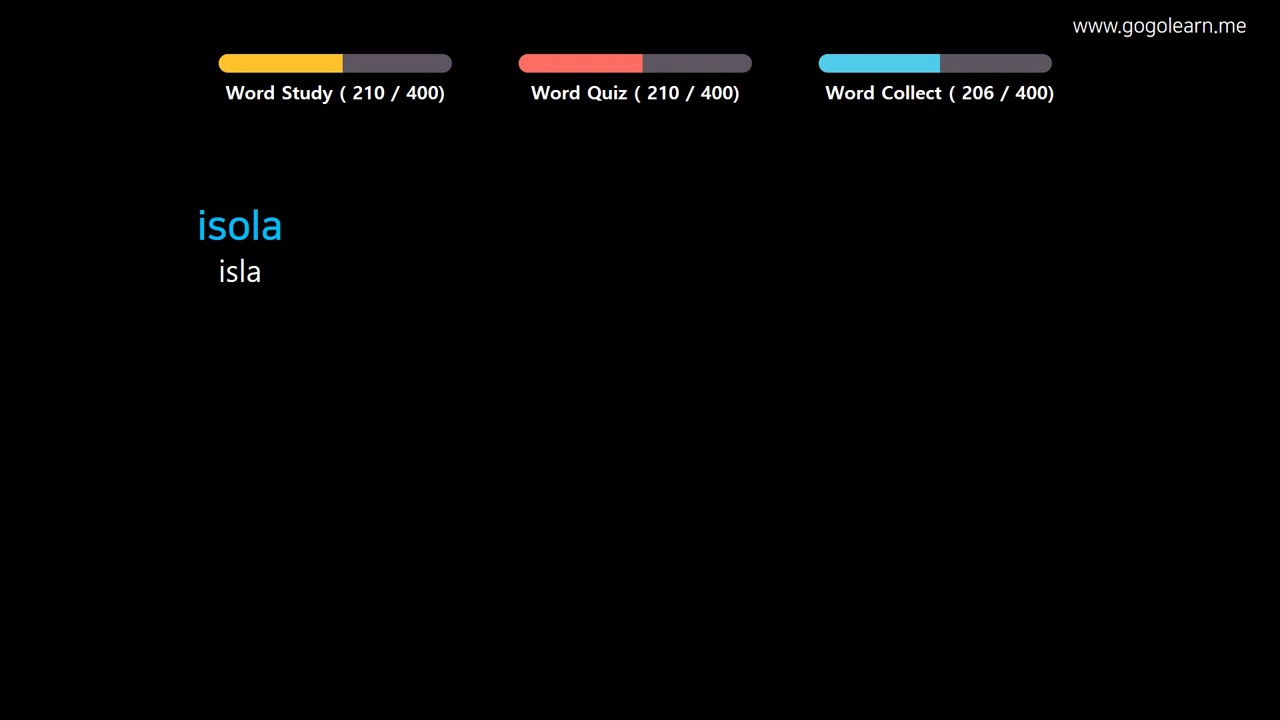 www.gogolearn.me
Word Study ( 210 / 400)
Word Quiz ( 210 / 400)
Word Collect ( 206 / 400)
isola
isla